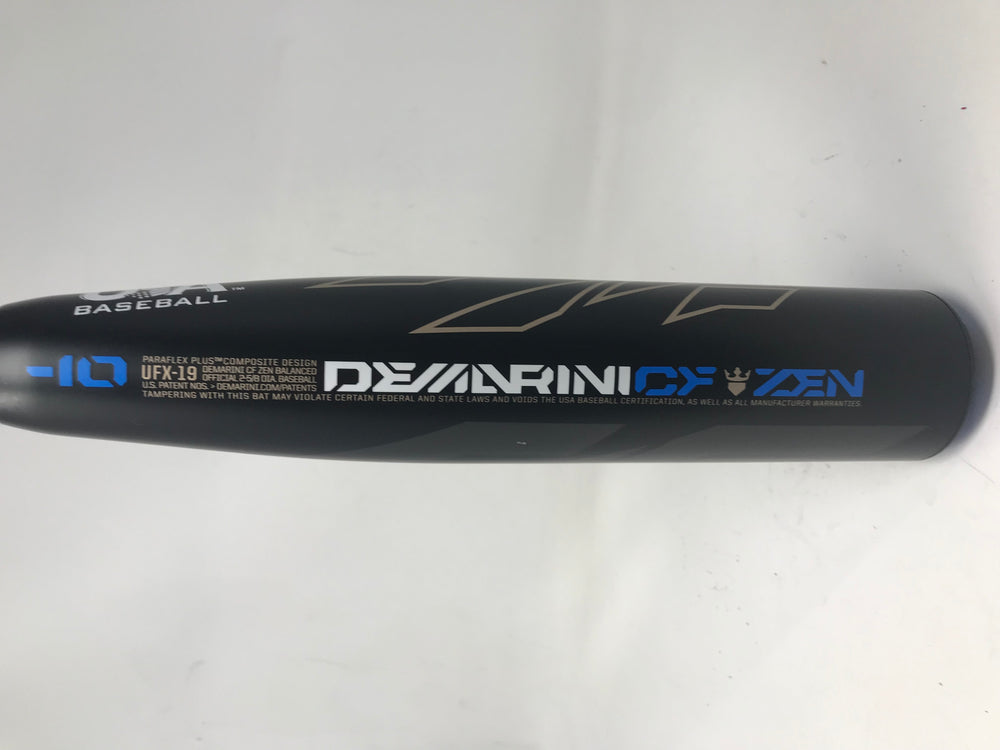 USA™
BASEBALL
-10
PARAFLEX PLUS™ COMPOSITE DESIGN
UFX-19
DEMARINI CF ZEN BALANCED
OFFICIAL 2-5/8 DIA. BASEBALL
U.S. PATENT NOS. > DEMARINI.COM/PATENTS
DEMARINI CF ZEN
TAMPERING WITH THIS BAT MAY VIOLATE CERTAIN FEDERAL AND STATE LAWS AND VOIDS THE USA BASEBALL CERTIFICATION, AS WELL AS ALL MANUFACTURER WARRANTIES.